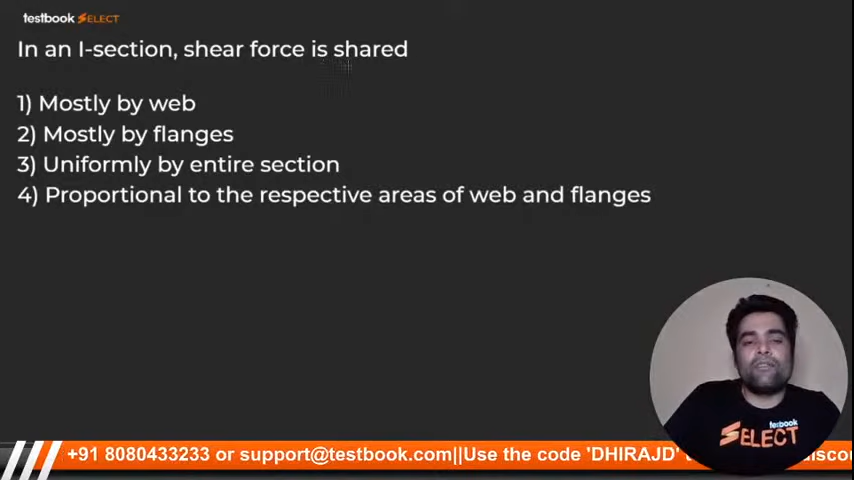 testbook SELECT
In an I-section, shear force is shared
1) Mostly by web
2) Mostly by flanges
3) Uniformly by entire section
4) Proportional to the respective areas of web and flanges
testbook
SELECT
+91 8080433233 or support@testbook.com||Use the code 'DHIRAJD'